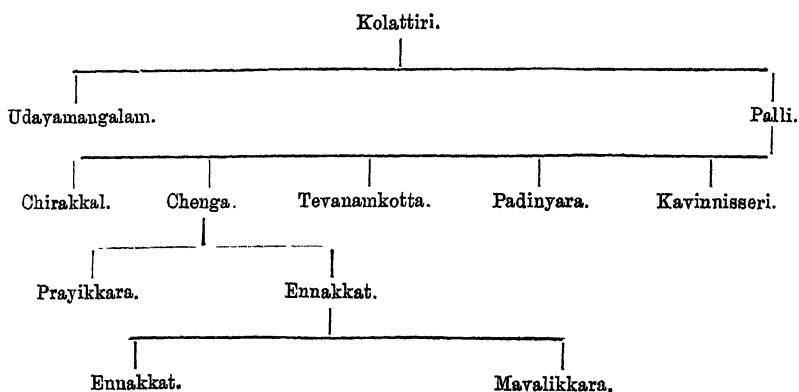 Kolattiri.
Udayamangalam. Palli.
Chirakkal. Chenga. Tevanamkotta. Padinyara. Kavinnisseri.
Prayikkara. Ennakkat.
Ennakkat. Mavalikkara.